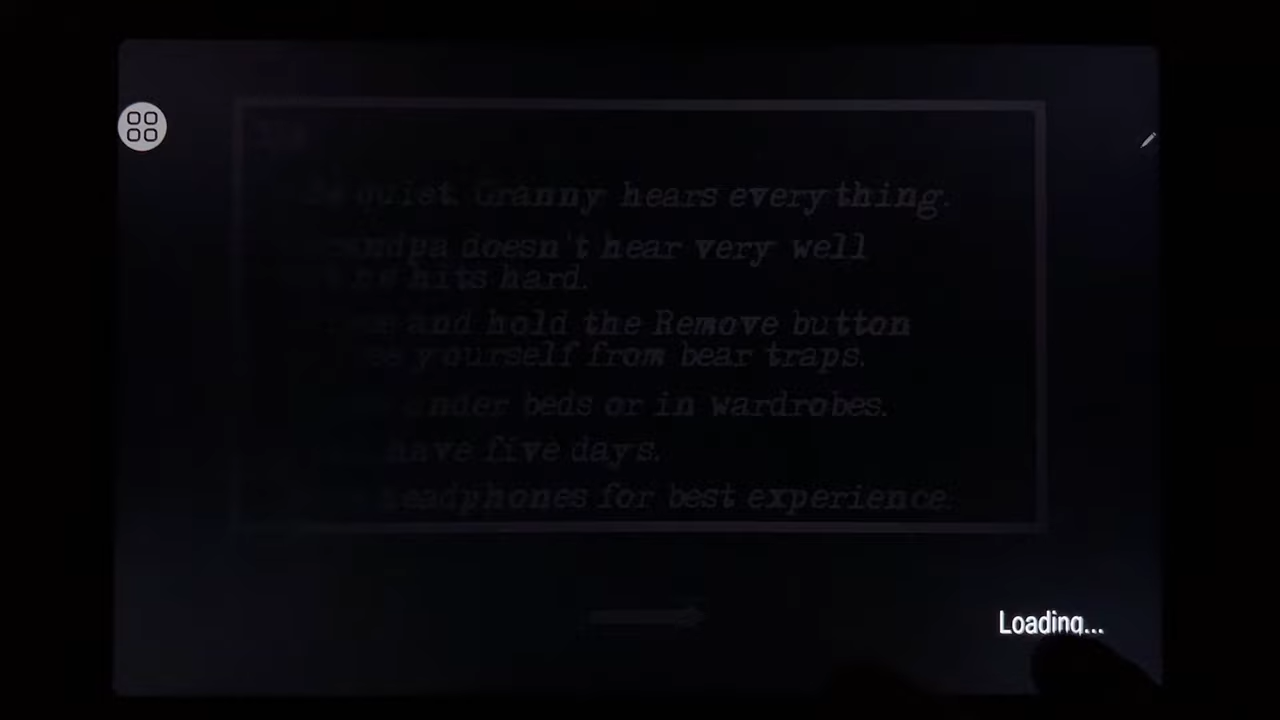 quiet Granny hears everything.
Grandpa doesn't hear very well
hits hard.
and hold the Remove button
yourself from bear traps.
under beds or in wardrobes.
have five days.
headphones for best experience.
Loading...